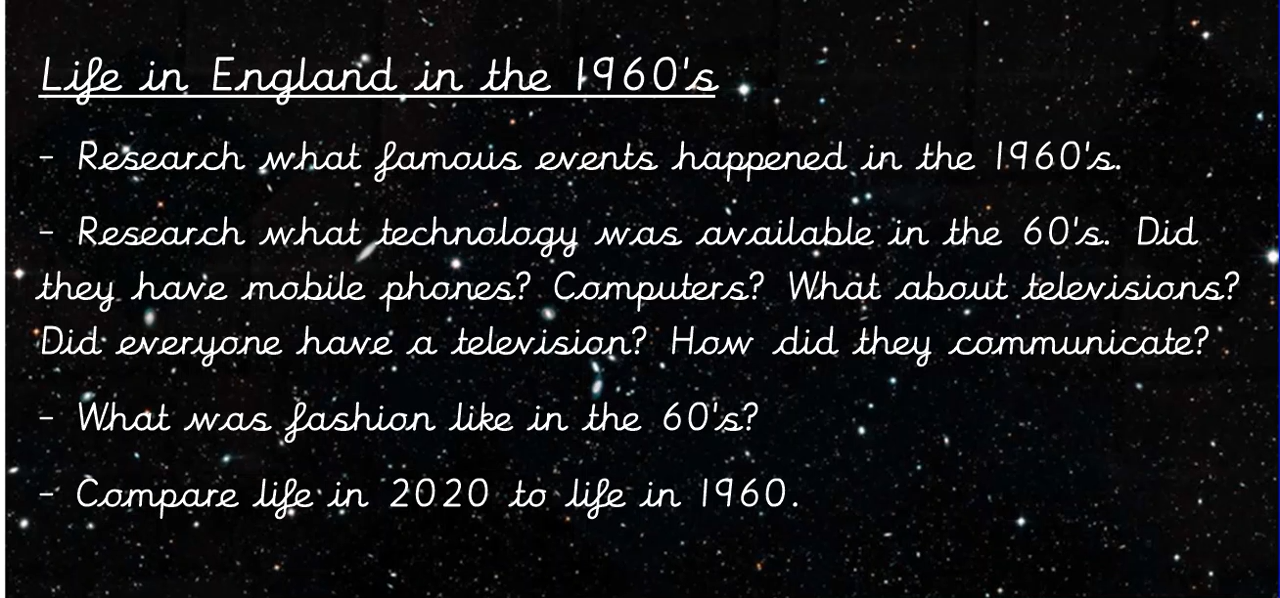 Life in England in the 1960's
- Research what famous events happened in the 1960's.
- Research what technology was available in the 60's. Did
they have mobile phones? Computers? What about televisions?
Did everyone have a television? How did they communicate?
- What was fashion like in the 60's?
- Compare life in 2020 to life in 1960.